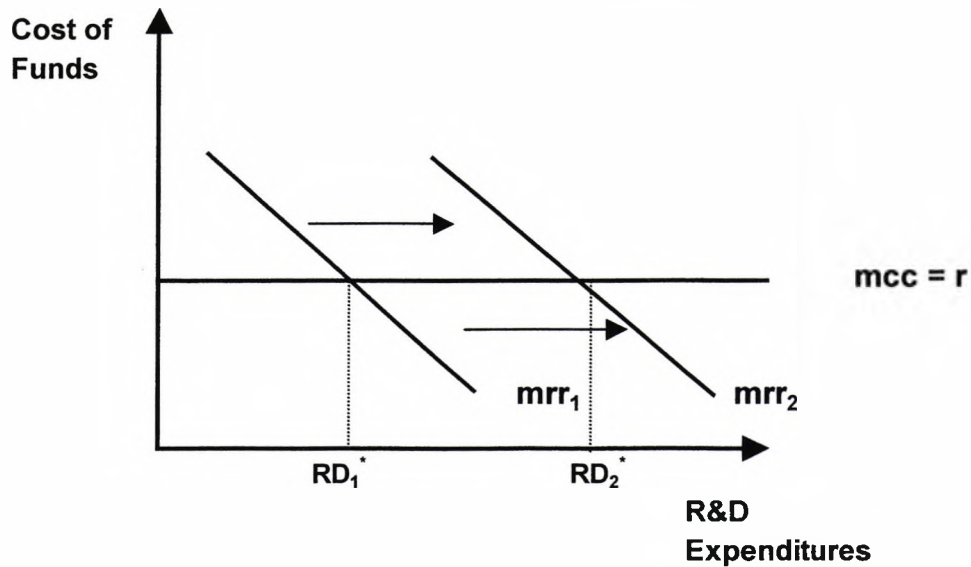 Cost of
Funds
mcc = r
mrr₁
mrr₂
RD₁*
RD₂*
R&D
Expenditures